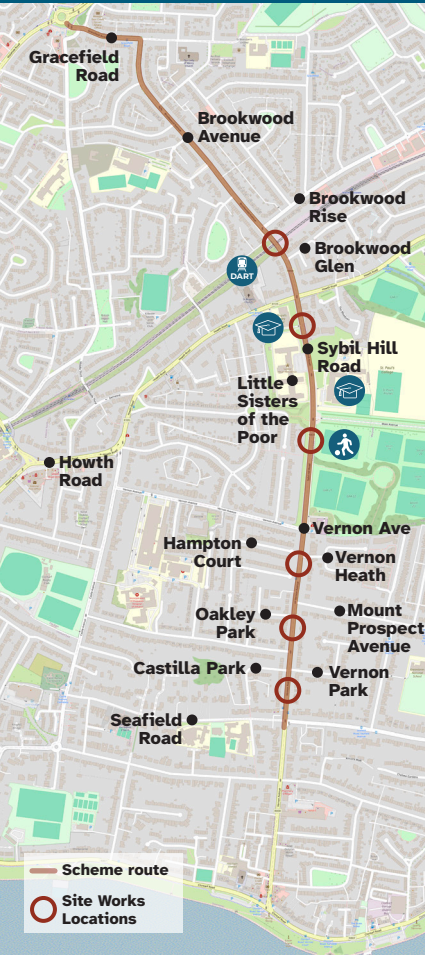 Gracefield
Road
Brookwood
Avenue
Brookwood
Rise
Brookwood
Glen
DART
Sybil Hill
Road
Little
Sisters
of the
Poor
Howth
Road
Vernon Ave
Hampton
Court
Vernon
Heath
Oakley
Park
Mount
Prospect
Avenue
Castilla Park
Vernon
Park
Seafield
Road
Scheme route
Site Works
Locations